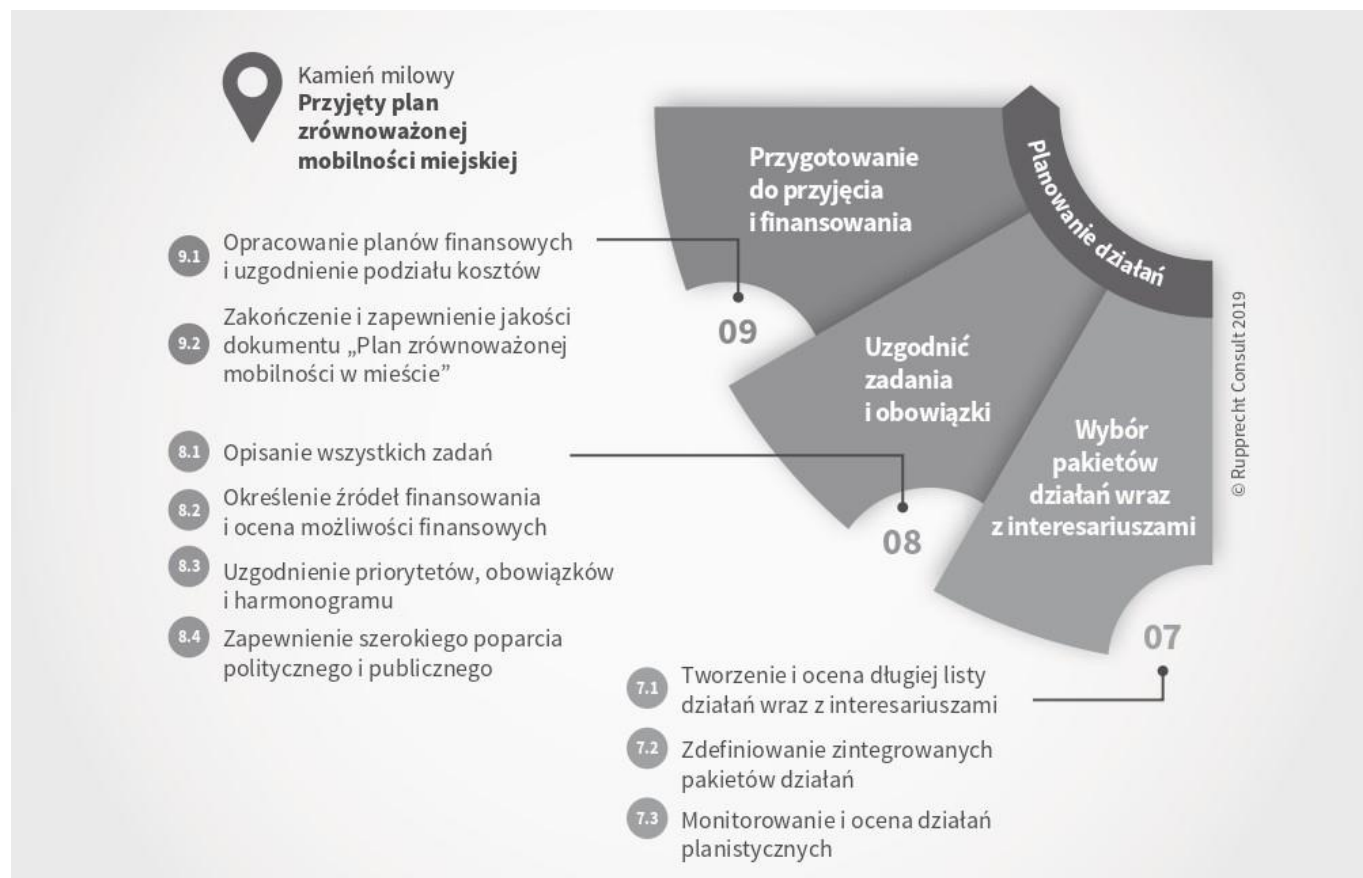 Kamień milowy
Przyjęty plan
zrównoważonej
mobilności miejskiej
9.1
Opracowanie planów finansowych
i uzgodnienie podziału kosztów
9.2
Zakończenie i zapewnienie jakości
dokumentu „Plan zrównoważonej
mobilności w mieście”
8.1
Opisanie wszystkich zadań
8.2
Określenie źródeł finansowania
i ocena możliwości finansowych
8.3
Uzgodnienie priorytetów, obowiązków
i harmonogramu
8.4
Zapewnienie szerokiego poparcia
politycznego i publicznego
7.1
Tworzenie i ocena długiej listy
działań wraz z interesariuszami
7.2
Zdefiniowanie zintegrowanych
pakietów działań
7.3
Monitorowanie i ocena działań
planistycznych
Przygotowanie
do przyjęcia
i finansowania
09
Uzgodnić
zadania
i obowiązki
08
Wybór
pakietów
działań wraz
z interesariuszami
07
Planowanie działań
© Rupprecht Consult 2019